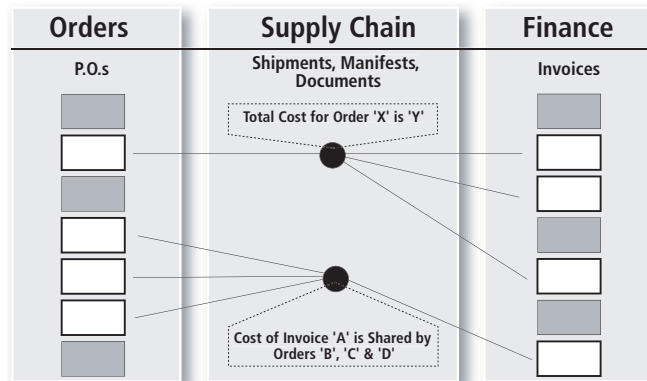 Orders
P.O.s
Supply Chain
Shipments, Manifests,
Documents
Total Cost for Order 'X' is 'Y'
Cost of Invoice 'A' is Shared by
Orders 'B', 'C' & 'D'
Finance
Invoices